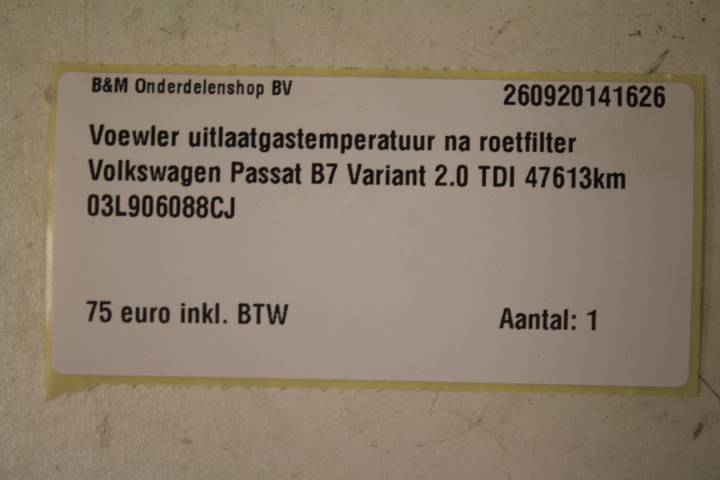 B&M Onderdelenshop BV
260920141626
Voewler uitlaatgastemperatuur na roetfilter
Volkswagen Passat B7 Variant 2.0 TDI 47613km
03L906088CJ
75 euro inkl. BTW
Aantal: 1